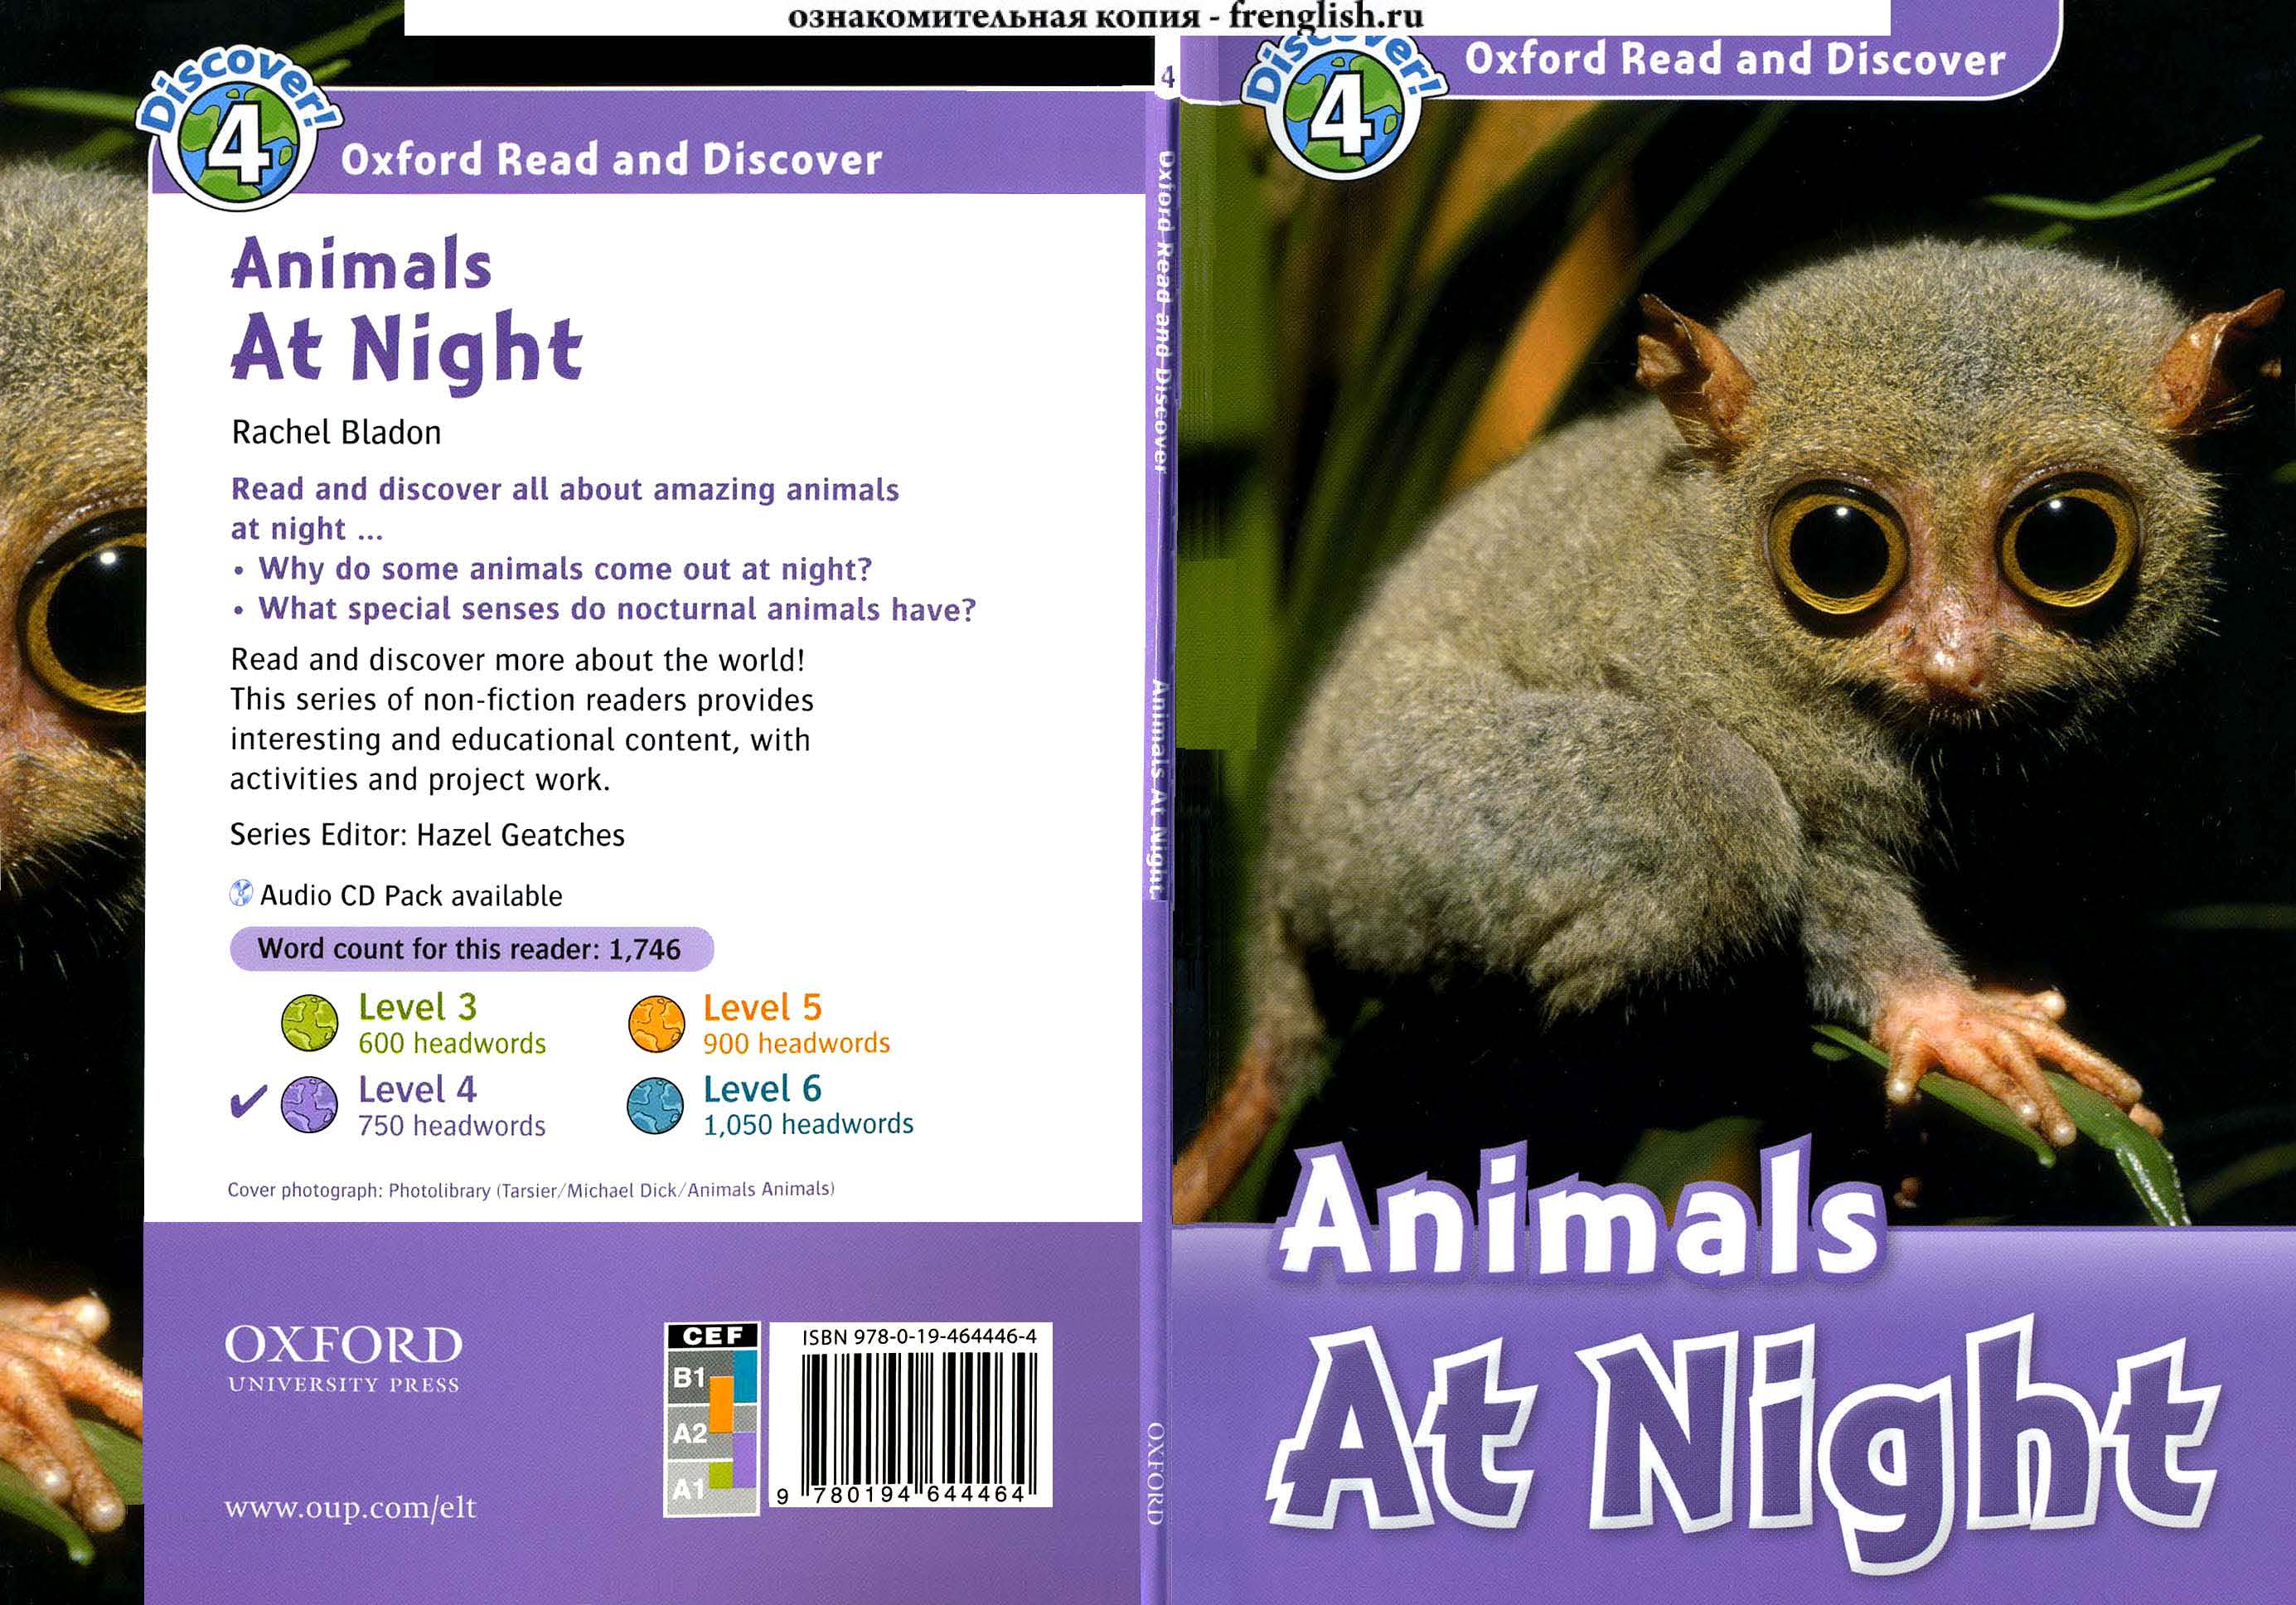 ознакомительная копия - frenglish.ru
Discover!
4
Oxford Read and Discover
Animals
At Night
Rachel Bladon
Read and discover all about amazing animals
at night ...
• Why do some animals come out at night?
• What special senses do nocturnal animals have?
Read and discover more about the world!
This series of non-fiction readers provides
interesting and educational content, with
activities and project work.
Series Editor: Hazel Geatches
Audio CD Pack available
Word count for this reader: 1,746
Level 3
600 headwords
Level 4
750 headwords
Level 5
900 headwords
Level 6
1,050 headwords
Cover photograph: Photolibrary (Tarsier/Michael Dick/Animals Animals)
OXFORD
UNIVERSITY PRESS
www.oup.com/elt
CEF
B1
A2
A1
ISBN 978-0-19-464446-4
9 780194 644464
4
Oxford Read and Discover
Animals At Night
OXFORD
Discover!
4
Oxford Read and Discover
Animals
At Night